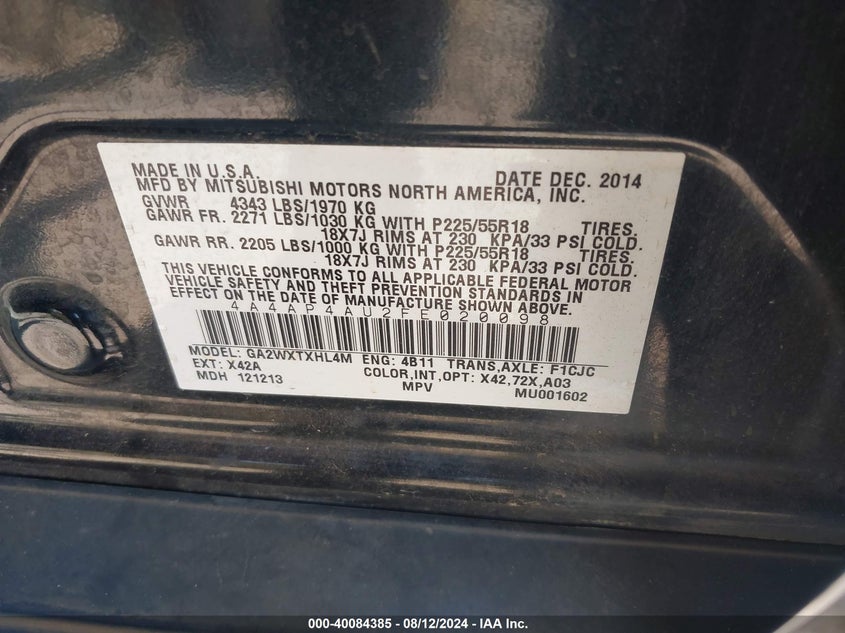 MADE IN U.S.A. DATE DEC. 2014
MFD BY MITSUBISHI MOTORS NORTH AMERICA, INC.
GVWR 4343 LBS/1970 KG
GAWR FR. 2271 LBS/1030 KG WITH P225/55R18 TIRES.
18X7J RIMS AT 230 KPA/33 PSI COLD.
GAWR RR. 2205 LBS/1000 KG WITH P225/55R18 TIRES.
18X7J RIMS AT 230 KPA/33 PSI COLD.
THIS VEHICLE CONFORMS TO ALL APPLICABLE FEDERAL MOTOR
VEHICLE SAFETY AND THEFT PREVENTION STANDARDS IN
EFFECT ON THE DATE OF MANUFACTURE SHOWN ABOVE.
4A4AP4AU2FE020098
MODEL: GA2WXTXHL4M ENG: 4B11 TRANS,AXLE: F1CJC
EXT: X42A COLOR,INT,OPT: X42,72X,A03
MDH 121213 MPV MU001602
000-40084385 - 08/12/2024 - IAA Inc.